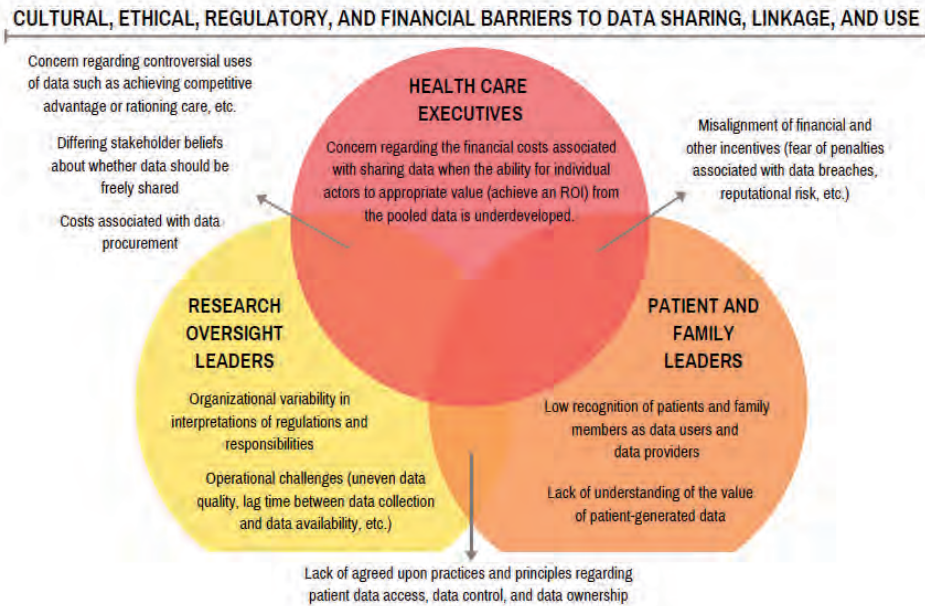 CULTURAL, ETHICAL, REGULATORY, AND FINANCIAL BARRIERS TO DATA SHARING, LINKAGE, AND USE
Concern regarding controversial uses
of data such as achieving competitive
advantage or rationing care, etc.
Differing stakeholder beliefs
about whether data should be
freely shared
Costs associated with data
procurement
HEALTH CARE
EXECUTIVES
Concern regarding the financial costs associated
with sharing data when the ability for individual
actors to appropriate value (achieve an ROI) from
the pooled data is underdeveloped.
Misalignment of financial and
other incentives (fear of penalties
associated with data breaches,
reputational risk, etc.)
RESEARCH
OVERSIGHT
LEADERS
Organizational variability in
interpretations of regulations and
responsibilities
Operational challenges (uneven data
quality, lag time between data collection
and data availability, etc.)
PATIENT AND
FAMILY
LEADERS
Low recognition of patients and family
members as data users and
data providers
Lack of understanding of the value
of patient-generated data
Lack of agreed upon practices and principles regarding
patient data access, data control, and data ownership